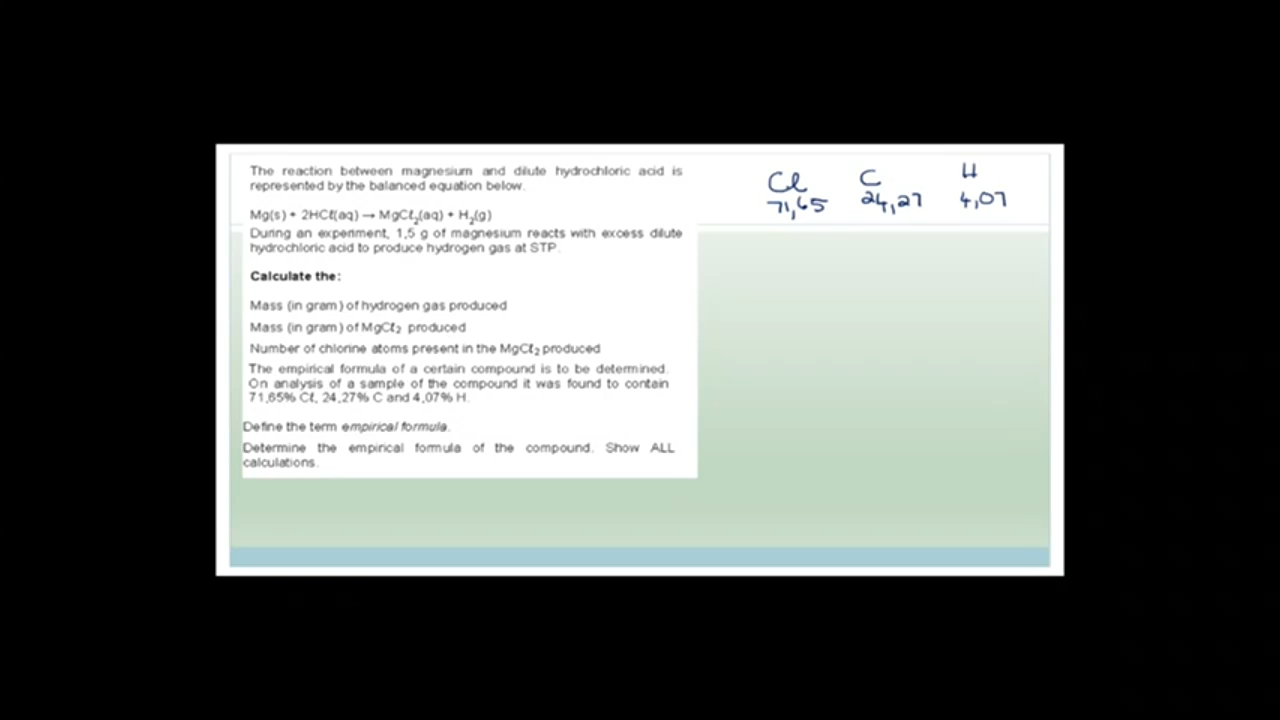 The reaction between magnesium and dilute hydrochloric acid is
represented by the balanced equation below.
Mg(s) + 2HCℓ(aq) → MgCℓ₂(aq) + H₂(g)
During an experiment, 1,5 g of magnesium reacts with excess dilute
hydrochloric acid to produce hydrogen gas at STP.
Calculate the:
Mass (in gram) of hydrogen gas produced
Mass (in gram) of MgCℓ₂ produced
Number of chlorine atoms present in the MgCℓ₂ produced
The empirical formula of a certain compound is to be determined.
On analysis of a sample of the compound it was found to contain
71,65% Cℓ, 24,27% C and 4,07% H.
Define the term empirical formula.
Determine the empirical formula of the compound. Show ALL
calculations.
Cl C H
71,65 24,27 4,07